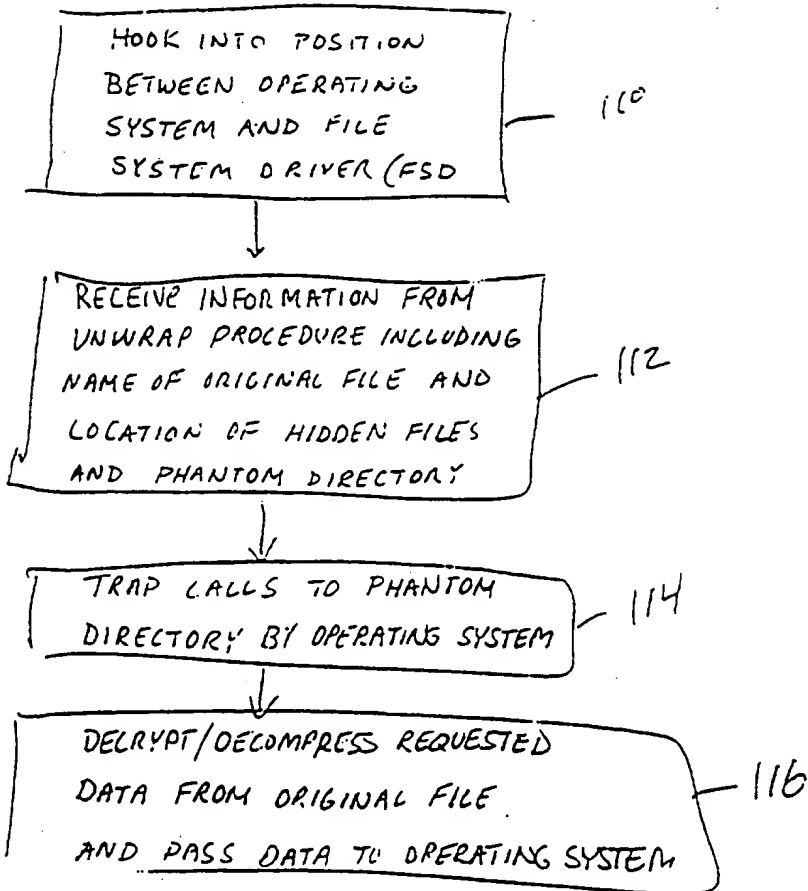 HOOK INTO POSITION
BETWEEN OPERATING
SYSTEM AND FILE
SYSTEM DRIVER (FSD
110
RECEIVE INFORMATION FROM
UNWRAP PROCEDURE INCLUDING
NAME OF ORIGINAL FILE AND
LOCATION OF HIDDEN FILES
AND PHANTOM DIRECTORY
112
TRAP CALLS TO PHANTOM
DIRECTORY BY OPERATING SYSTEM
114
DECRYPT/DECOMPRESS REQUESTED
DATA FROM ORIGINAL FILE
AND PASS DATA TO OPERATING SYSTEM
116